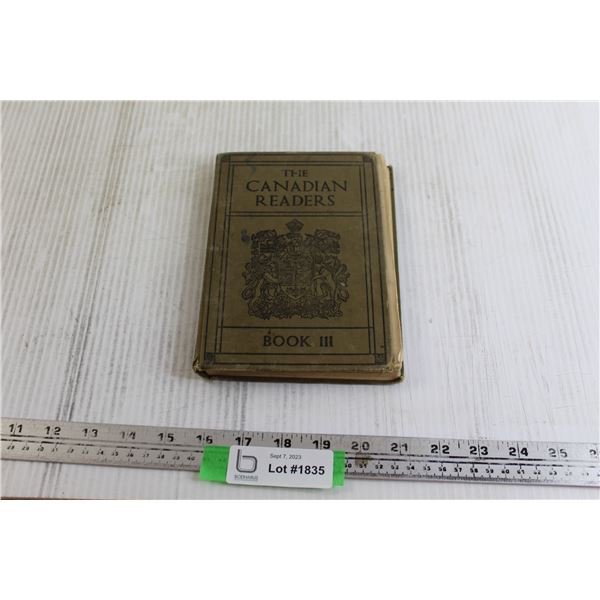 THE
CANADIAN
READERS
BOOK III
11 12 13 14 15 16 17 18 19 20 21 22 23 24 25
Sept 7, 2023
Lot #1835
BODNARUS